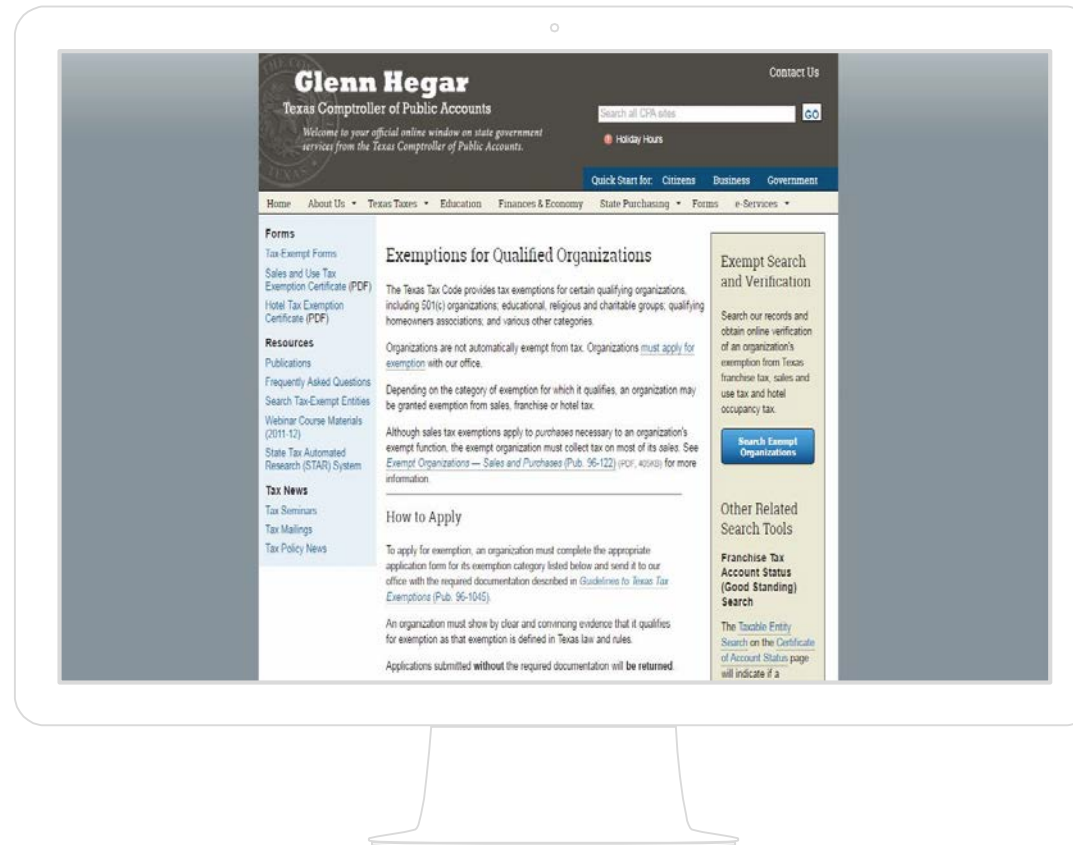 Glenn Hegar
Texas Comptroller of Public Accounts
Welcome to your official online window on state government
services from the Texas Comptroller of Public Accounts.
Contact Us
Search all CPA sites
GO
Holiday Hours
Quick Start for: Citizens Business Government
Home About Us Texas Taxes Education Finances & Economy State Purchasing Forms e-Services
Forms
Tax-Exempt Forms
Sales and Use Tax
Exemption Certificate (PDF)
Hotel Tax Exemption
Certificate (PDF)
Resources
Publications
Frequently Asked Questions
Search Tax-Exempt Entities
Webinar Course Materials
(2011-12)
State Tax Automated
Research (STAR) System
Tax News
Tax Seminars
Tax Mailings
Tax Policy News
Exemptions for Qualified Organizations
The Texas Tax Code provides tax exemptions for certain qualifying organizations,
including 501(c) organizations; educational, religious and charitable groups; qualifying
homeowners associations; and various other categories.
Organizations are not automatically exempt from tax. Organizations must apply for
exemption with our office.
Depending on the category of exemption for which it qualifies, an organization may
be granted exemption from sales, franchise or hotel tax.
Although sales tax exemptions apply to purchases necessary to an organization's
exempt function, the exempt organization must collect tax on most of its sales. See
Exempt Organizations — Sales and Purchases (Pub. 96-122) (PDF, 405KB) for more
information.
How to Apply
To apply for exemption, an organization must complete the appropriate
application form for its exemption category listed below and send it to our
office with the required documentation described in Guidelines to Texas Tax
Exemptions (Pub. 96-1045).
An organization must show by clear and convincing evidence that it qualifies
for exemption as that exemption is defined in Texas law and rules.
Applications submitted without the required documentation will be returned.
Exempt Search
and Verification
Search our records and
obtain online verification
of an organization's
exemption from Texas
franchise tax, sales and
use tax and hotel
occupancy tax.
Search Exempt
Organizations
Other Related
Search Tools
Franchise Tax
Account Status
(Good Standing)
Search
The Taxable Entity
Search on the Certificate
of Account Status page
will indicate if a